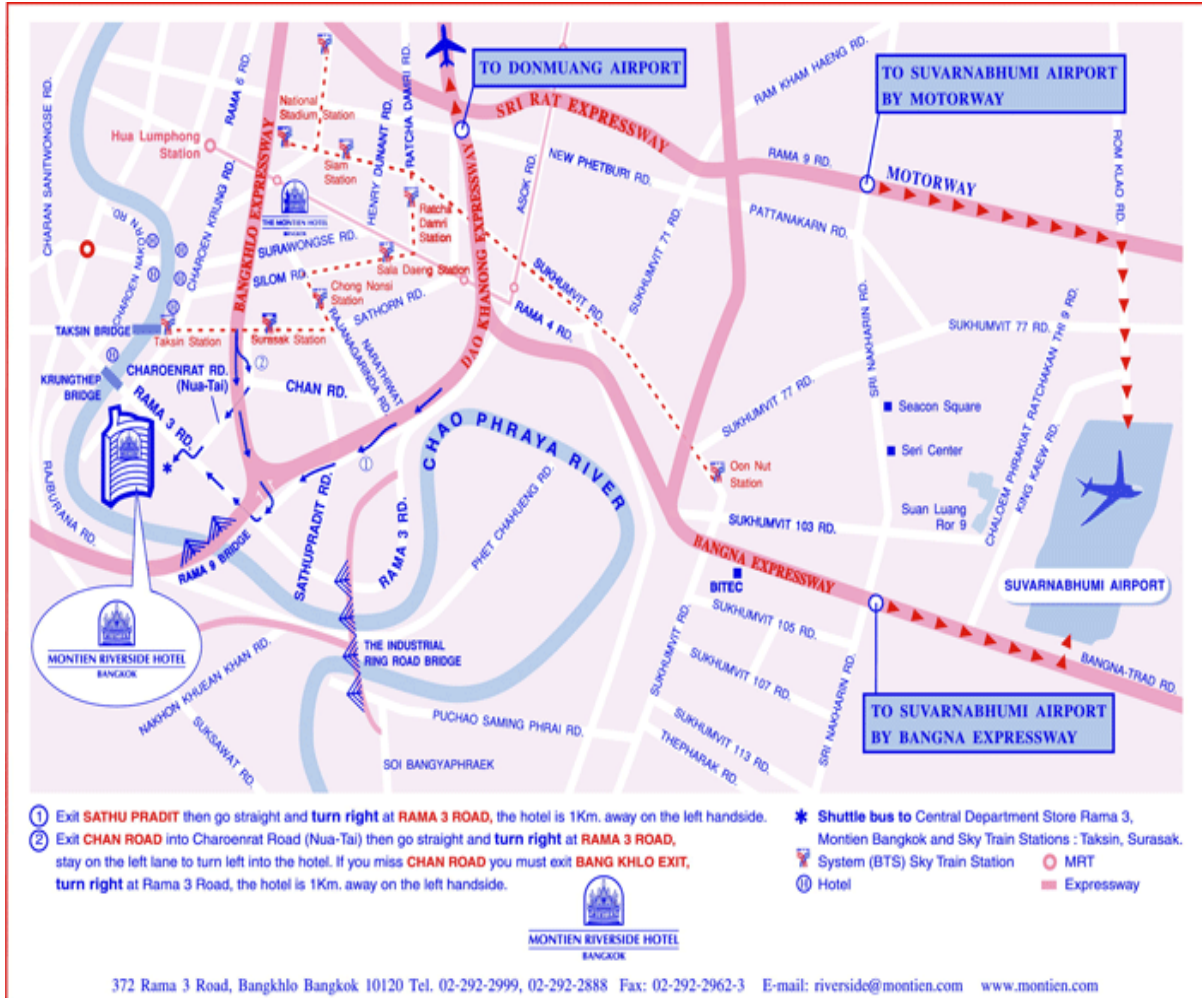 TO DONMUANG AIRPORT
TO SUVARNABHUMI AIRPORT
BY MOTORWAY
CHARAN SANITWONGSE RD.
RAMA 6 RD.
National
Stadium Station
Hua Lumphong
Station
Siam
Station
HENRY DUNANT RD.
RATCHA DAMRI RD.
SRI RAT EXPRESSWAY
RAM KHAM HAENG RD.
ROM KLAO RD.
NEW PHETBURI RD.
RAMA 9 RD.
MOTORWAY
ASOK RD.
PATTANAKARN RD.
THE MONTIEN HOTEL
BANGKOK
Ratcha
Damri
Station
CHAROEN NAKORN RD.
CHAROEN KRUNG RD.
BANGKHLO EXPRESSWAY
SURAWONGSE RD.
SILOM RD.
Sala Daeng Station
Chong Nonsi
Station
SATHORN RD.
DAO KHANONG EXPRESSWAY
SUKHUMVIT RD.
SUKHUMVIT 71 RD.
RAMA 4 RD.
SRI NAKHARIN RD.
SUKHUMVIT 77 RD.
TAKSIN BRIDGE
Taksin Station
Surasak Station
NARATHIWAT
RAJANAGARINDA RD.
KRUNGTHEP
BRIDGE
CHAROENRAT RD.
(Nua-Tai)
2
CHAN RD.
RAMA 3 RD.
SUKHUMVIT 77 RD.
Seacon Square
Seri Center
CHALOEM PHRAKIAT RATCHAKAN THI 9 RD.
KING KAEW RD.
CHAO PHRAYA RIVER
1
Oon Nut
Station
Suan Luang
Ror 9
RAJBURANA RD.
RAMA 9 BRIDGE
SATHUPRADIT RD.
RAMA 3 RD.
PHET CHAHUENG RD.
SUKHUMVIT 103 RD.
BANGNA EXPRESSWAY
BITEC
SUVARNABHUMI AIRPORT
SUKHUMVIT 105 RD.
MONTIEN RIVERSIDE HOTEL
BANGKOK
THE INDUSTRIAL
RING ROAD BRIDGE
SUKHUMVIT RD.
SUKHUMVIT 107 RD.
SRI NAKHARIN RD.
BANGNA-TRAD RD.
NAKHON KHUEAN KHAN RD.
SUKSAWAT RD.
PUCHAO SAMING PHRAI RD.
SUKHUMVIT 113 RD.
THEPHARAK RD.
SOI BANGYAPHRAEK
TO SUVARNABHUMI AIRPORT
BY BANGNA EXPRESSWAY
1 Exit SATHU PRADIT then go straight and turn right at RAMA 3 ROAD, the hotel is 1Km. away on the left handside.
2 Exit CHAN ROAD into Charoenrat Road (Nua-Tai) then go straight and turn right at RAMA 3 ROAD,
stay on the left lane to turn left into the hotel. If you miss CHAN ROAD you must exit BANG KHLO EXIT,
turn right at Rama 3 Road, the hotel is 1Km. away on the left handside.
* Shuttle bus to Central Department Store Rama 3,
Montien Bangkok and Sky Train Stations : Taksin, Surasak.
System (BTS) Sky Train Station
MRT
H Hotel
Expressway
MONTIEN RIVERSIDE HOTEL
BANGKOK
372 Rama 3 Road, Bangkhlo Bangkok 10120 Tel. 02-292-2999, 02-292-2888 Fax: 02-292-2962-3 E-mail: riverside@montien.com www.montien.com